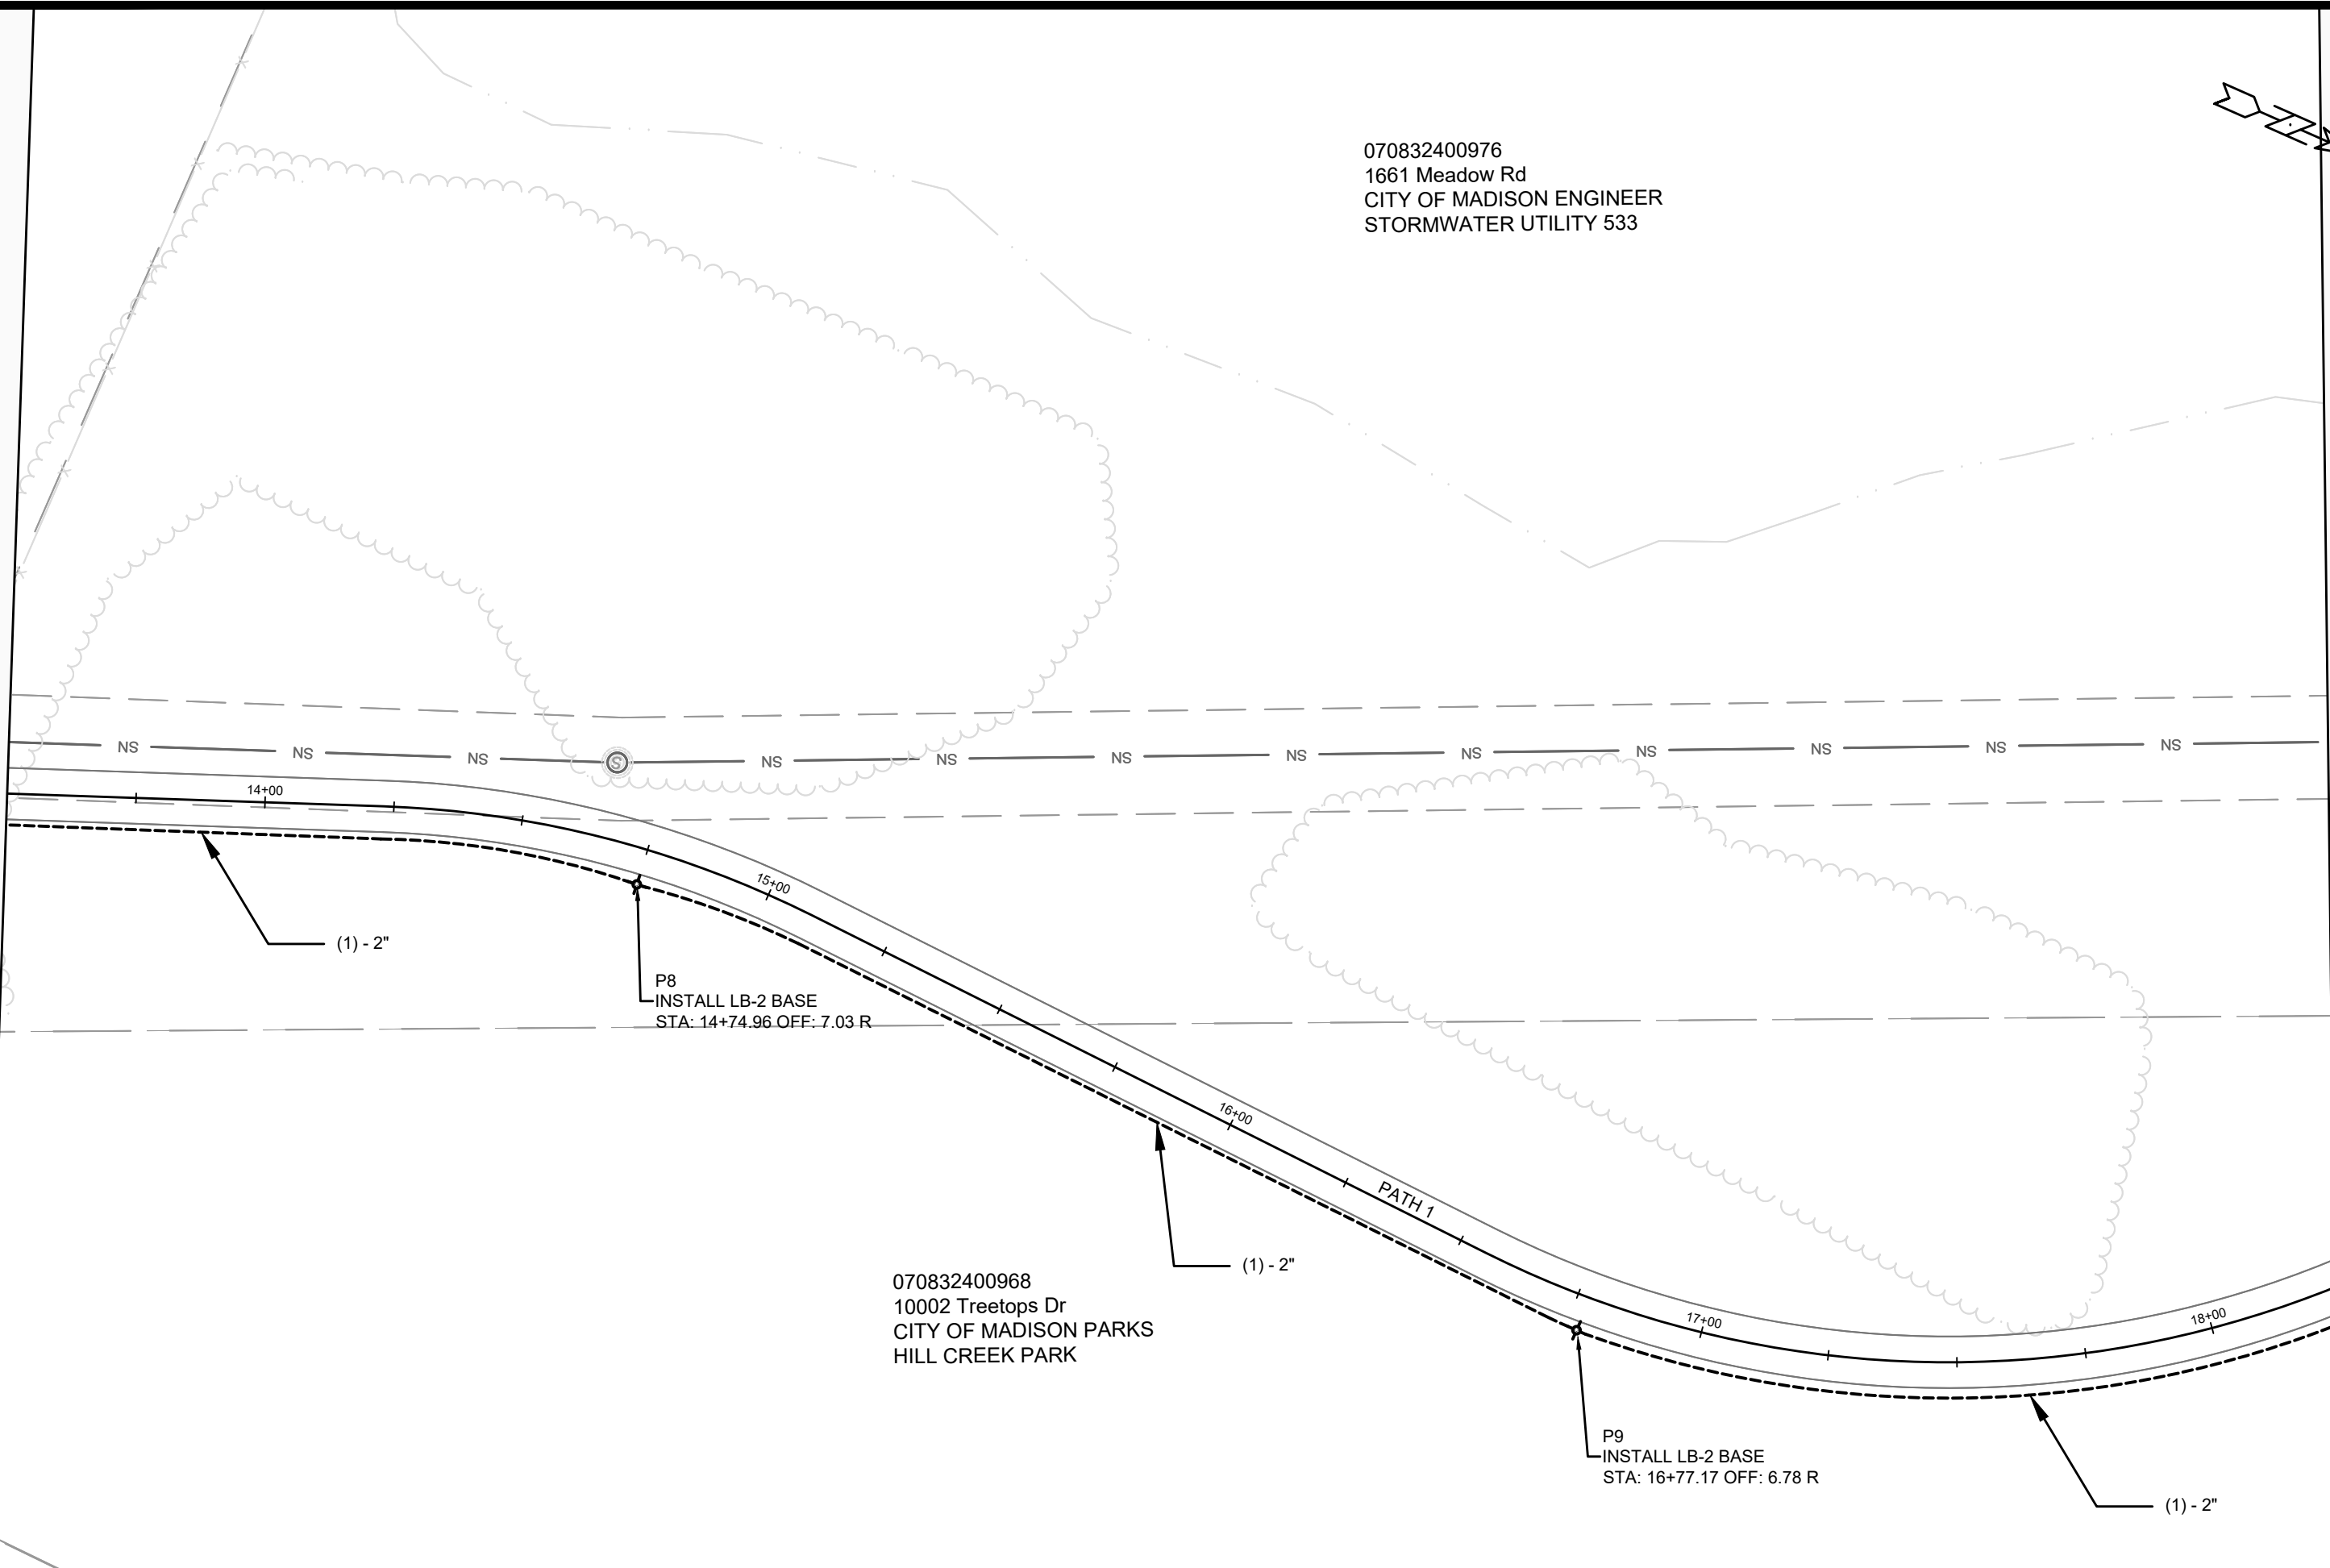 070832400976
1661 Meadow Rd
CITY OF MADISON ENGINEER
STORMWATER UTILITY 533
NS
NS
NS
S
NS
NS
NS
NS
NS
NS
NS
NS
NS
14+00
15+00
(1) - 2"
P8
INSTALL LB-2 BASE
STA: 14+74.96 OFF: 7.03 R
16+00
PATH 1
(1) - 2"
070832400968
10002 Treetops Dr
CITY OF MADISON PARKS
HILL CREEK PARK
17+00
18+00
P9
INSTALL LB-2 BASE
STA: 16+77.17 OFF: 6.78 R
(1) - 2"